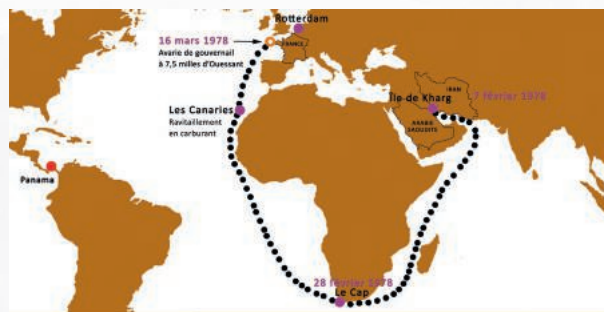 Rotterdam
16 mars 1978
Avarie de gouvernail
à 7,5 milles d'Ouessant
FRANCE
Les Canaries
Ravitaillement
en carburant
Île de Kharg
7 février 1978
IRAN
ARABIE
SAOUDITE
Panama
28 février 1978
Le Cap